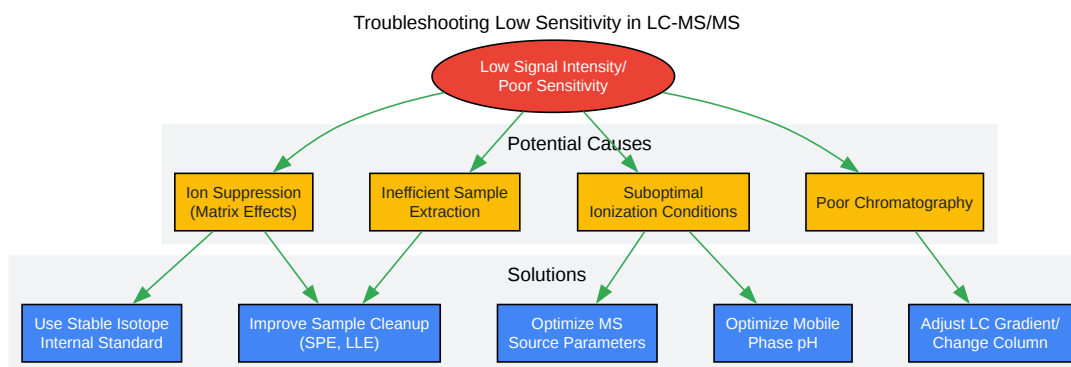 Troubleshooting Low Sensitivity in LC-MS/MS
Low Signal Intensity/
Poor Sensitivity
Potential Causes
Ion Suppression
(Matrix Effects)
Inefficient Sample
Extraction
Suboptimal
Ionization Conditions
Poor Chromatography
Solutions
Use Stable Isotope
Internal Standard
Improve Sample Cleanup
(SPE, LLE)
Optimize MS
Source Parameters
Optimize Mobile
Phase pH
Adjust LC Gradient/
Change Column